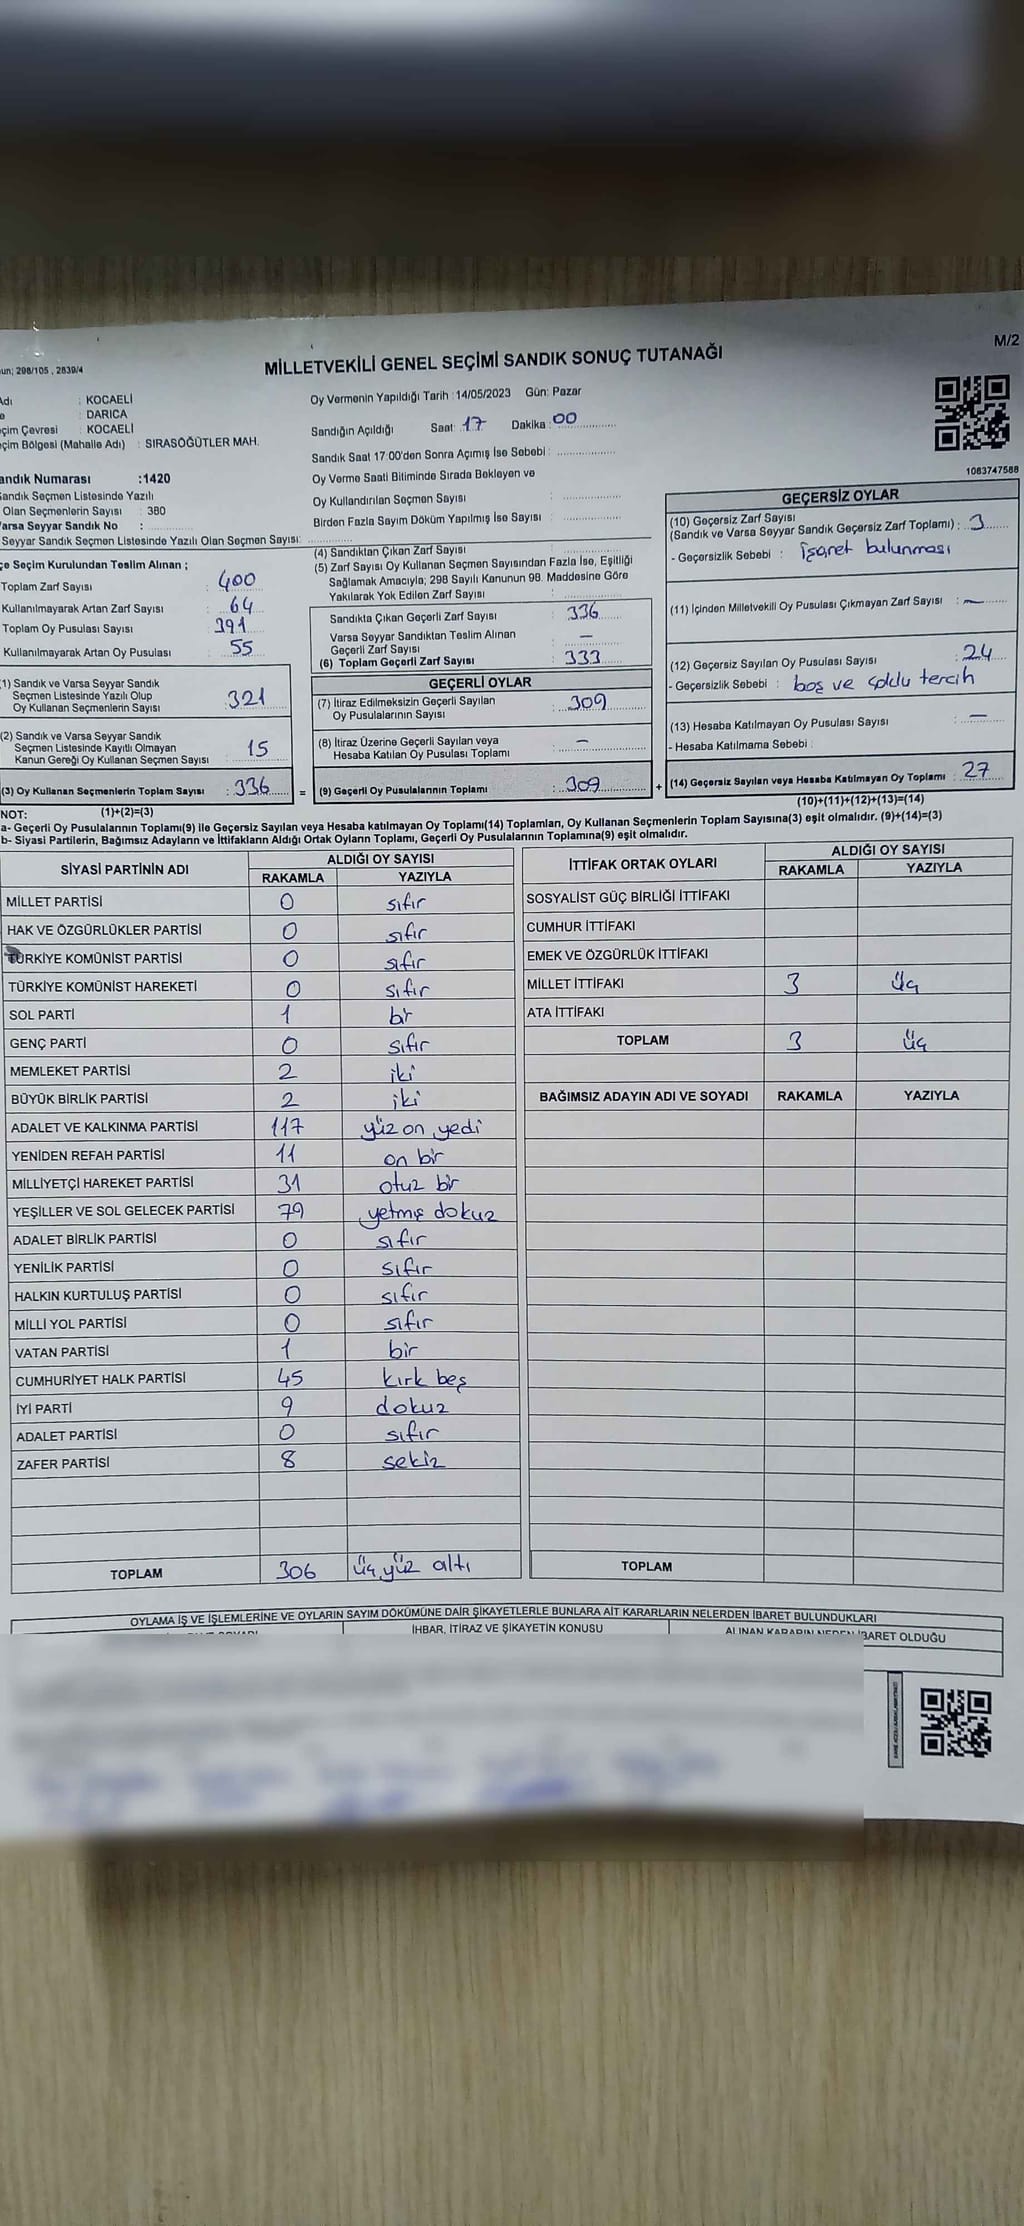 M/2
MİLLETVEKİLİ GENEL SEÇİMİ SANDIK SONUÇ TUTANAĞI
un; 298/105 , 2839/4
Adı : KOCAELİ
e : DARICA
eçim Çevresi : KOCAELİ
eçim Bölgesi (Mahalle Adı) : SIRASÖĞÜTLER MAH.
andık Numarası :1420
Sandık Seçmen Listesinde Yazılı
Olan Seçmenlerin Sayısı : 380
Varsa Seyyar Sandık No :
Seyyar Sandık Seçmen Listesinde Yazılı Olan Seçmen Sayısı:
Oy Vermenin Yapıldığı Tarih :14/05/2023 Gün: Pazar
Sandığın Açıldığı Saat: 17 Dakika: 00
Sandık Saat 17:00'den Sonra Açımış İse Sebebi :
Oy Verme Saati Bitiminde Sırada Bekleyen ve
Oy Kullandırılan Seçmen Sayısı :
Birden Fazla Sayım Döküm Yapılmış İse Sayısı :
1083747588
çe Seçim Kurulundan Teslim Alınan ;
Toplam Zarf Sayısı : 400
Kullanılmayarak Artan Zarf Sayısı : 64
Toplam Oy Pusulası Sayısı : 391
Kullanılmayarak Artan Oy Pusulası : 55
(1) Sandık ve Varsa Seyyar Sandık
Seçmen Listesinde Yazılı Olup
Oy Kullanan Seçmenlerin Sayısı : 321
(2) Sandık ve Varsa Seyyar Sandık
Seçmen Listesinde Kayıtlı Olmayan
Kanun Gereği Oy Kullanan Seçmen Sayısı : 15
(3) Oy Kullanan Seçmenlerin Toplam Sayısı : 336 =
(1)+(2)=(3)
(4) Sandıktan Çıkan Zarf Sayısı :
(5) Zarf Sayısı Oy Kullanan Seçmen Sayısından Fazla İse, Eşitliği
Sağlamak Amacıyla; 298 Sayılı Kanunun 98. Maddesine Göre
Yakılarak Yok Edilen Zarf Sayısı :
Sandıkta Çıkan Geçerli Zarf Sayısı : 336
Varsa Seyyar Sandıktan Teslim Alınan
Geçerli Zarf Sayısı : —
(6) Toplam Geçerli Zarf Sayısı : 333
GEÇERLİ OYLAR
(7) İtiraz Edilmeksizin Geçerli Sayılan
Oy Pusulalarının Sayısı : 309
(8) İtiraz Üzerine Geçerli Sayılan veya
Hesaba Katılan Oy Pusulası Toplamı : —
(9) Geçerli Oy Pusulalarının Toplamı : 309 +
GEÇERSİZ OYLAR
(10) Geçersiz Zarf Sayısı
(Sandık ve Varsa Seyyar Sandık Geçersiz Zarf Toplamı) : 3
- Geçersizlik Sebebi : işaret bulunması
(11) İçinden Milletvekili Oy Pusulası Çıkmayan Zarf Sayısı : —
(12) Geçersiz Sayılan Oy Pusulası Sayısı : 24
- Geçersizlik Sebebi : boş ve çoklu tercih
(13) Hesaba Katılmayan Oy Pusulası Sayısı : —
- Hesaba Katılmama Sebebi :
(14) Geçersiz Sayılan veya Hesaba Katılmayan Oy Toplamı : 27
(10)+(11)+(12)+(13)=(14)
NOT:
a- Geçerli Oy Pusulalarının Toplamı(9) ile Geçersiz Sayılan veya Hesaba katılmayan Oy Toplamı(14) Toplamları, Oy Kullanan Seçmenlerin Toplam Sayısına(3) eşit olmalıdır. (9)+(14)=(3)
b- Siyasi Partilerin, Bağımsız Adayların ve İttifakların Aldığı Ortak Oyların Toplamı, Geçerli Oy Pusulalarının Toplamına(9) eşit olmalıdır.
SİYASİ PARTİNİN ADI ALDIĞI OY SAYISI
RAKAMLA YAZIYLA
MİLLET PARTİSİ 0 sıfır
HAK VE ÖZGÜRLÜKLER PARTİSİ 0 sıfır
TÜRKİYE KOMÜNİST PARTİSİ 0 sıfır
TÜRKİYE KOMÜNİST HAREKETİ 0 sıfır
SOL PARTİ 1 bir
GENÇ PARTİ 0 sıfır
MEMLEKET PARTİSİ 2 iki
BÜYÜK BİRLİK PARTİSİ 2 iki
ADALET VE KALKINMA PARTİSİ 117 yüz on yedi
YENİDEN REFAH PARTİSİ 11 on bir
MİLLİYETÇİ HAREKET PARTİSİ 31 otuz bir
YEŞİLLER VE SOL GELECEK PARTİSİ 79 yetmiş dokuz
ADALET BİRLİK PARTİSİ 0 sıfır
YENİLİK PARTİSİ 0 sıfır
HALKIN KURTULUŞ PARTİSİ 0 sıfır
MİLLİ YOL PARTİSİ 0 sıfır
VATAN PARTİSİ 1 bir
CUMHURİYET HALK PARTİSİ 45 kırk beş
İYİ PARTİ 9 dokuz
ADALET PARTİSİ 0 sıfır
ZAFER PARTİSİ 8 sekiz
TOPLAM 306 üç yüz altı
İTTİFAK ORTAK OYLARI ALDIĞI OY SAYISI
RAKAMLA YAZIYLA
SOSYALİST GÜÇ BİRLİĞİ İTTİFAKI
CUMHUR İTTİFAKI
EMEK VE ÖZGÜRLÜK İTTİFAKI
MİLLET İTTİFAKI 3 üç
ATA İTTİFAKI
TOPLAM 3 üç
BAĞIMSIZ ADAYIN ADI VE SOYADI RAKAMLA YAZIYLA
TOPLAM
OYLAMA İŞ VE İŞLEMLERİNE VE OYLARIN SAYIM DÖKÜMÜNE DAİR ŞİKAYETLERLE BUNLARA AİT KARARLARIN NELERDEN İBARET BULUNDUKLARI
İHBAR, İTİRAZ VE ŞİKAYETİN KONUSU ALINAN KARARIN NEDEN İBARET OLDUĞU